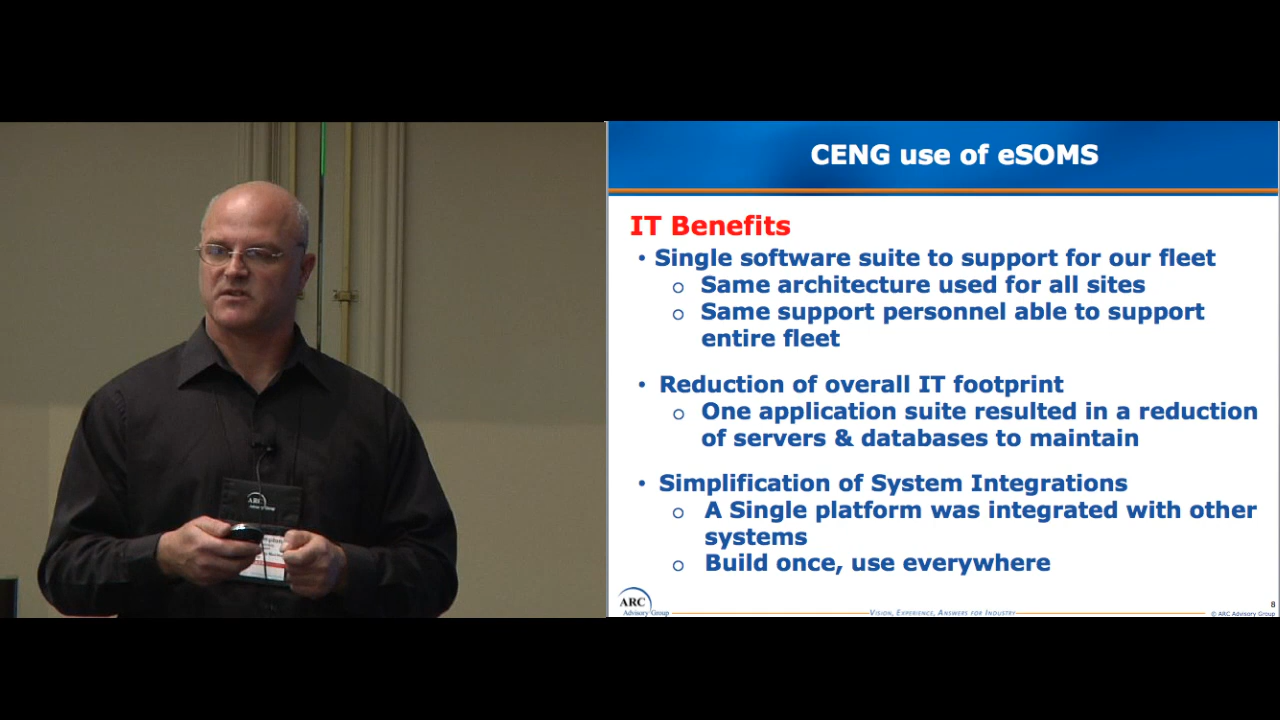 CENG use of eSOMS
IT Benefits
• Single software suite to support for our fleet
o Same architecture used for all sites
o Same support personnel able to support
entire fleet
• Reduction of overall IT footprint
o One application suite resulted in a reduction
of servers & databases to maintain
• Simplification of System Integrations
o A Single platform was integrated with other
systems
o Build once, use everywhere
ARC
Advisory Group
VISION, EXPERIENCE, ANSWERS FOR INDUSTRY
8
© ARC Advisory Group
ARC